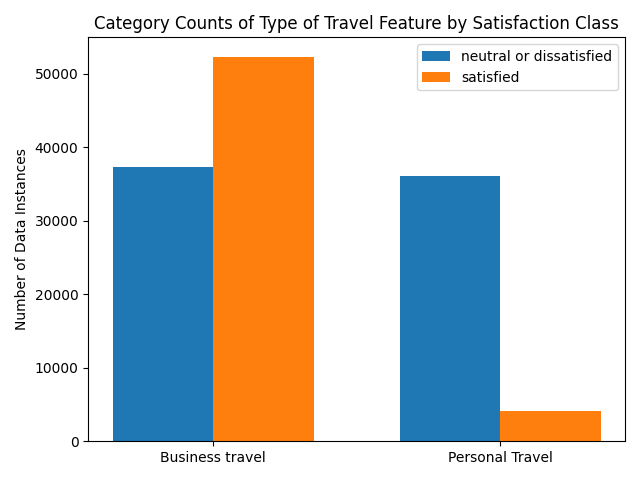 Category Counts of Type of Travel Feature by Satisfaction Class
neutral or dissatisfied
satisfied
Number of Data Instances
50000
40000
30000
20000
10000
0
Business travel
Personal Travel